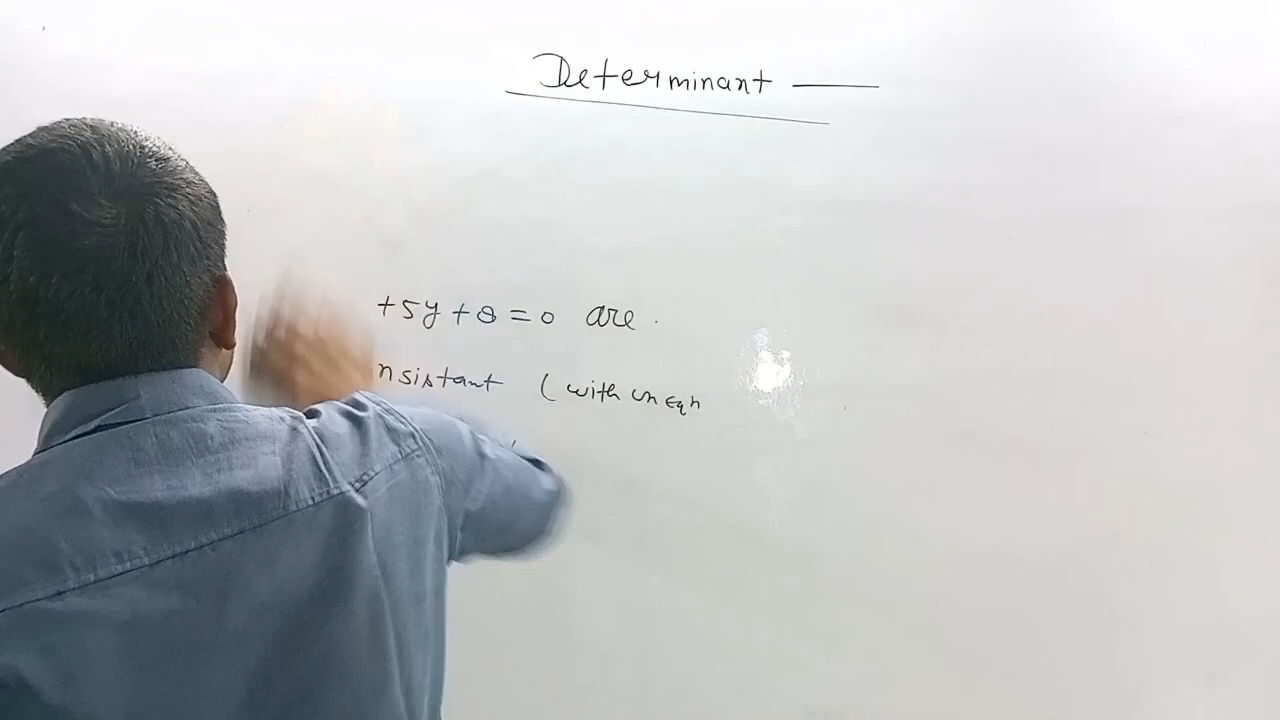 Determinant
+5y+8=0 are
nsistant (with un Eqn